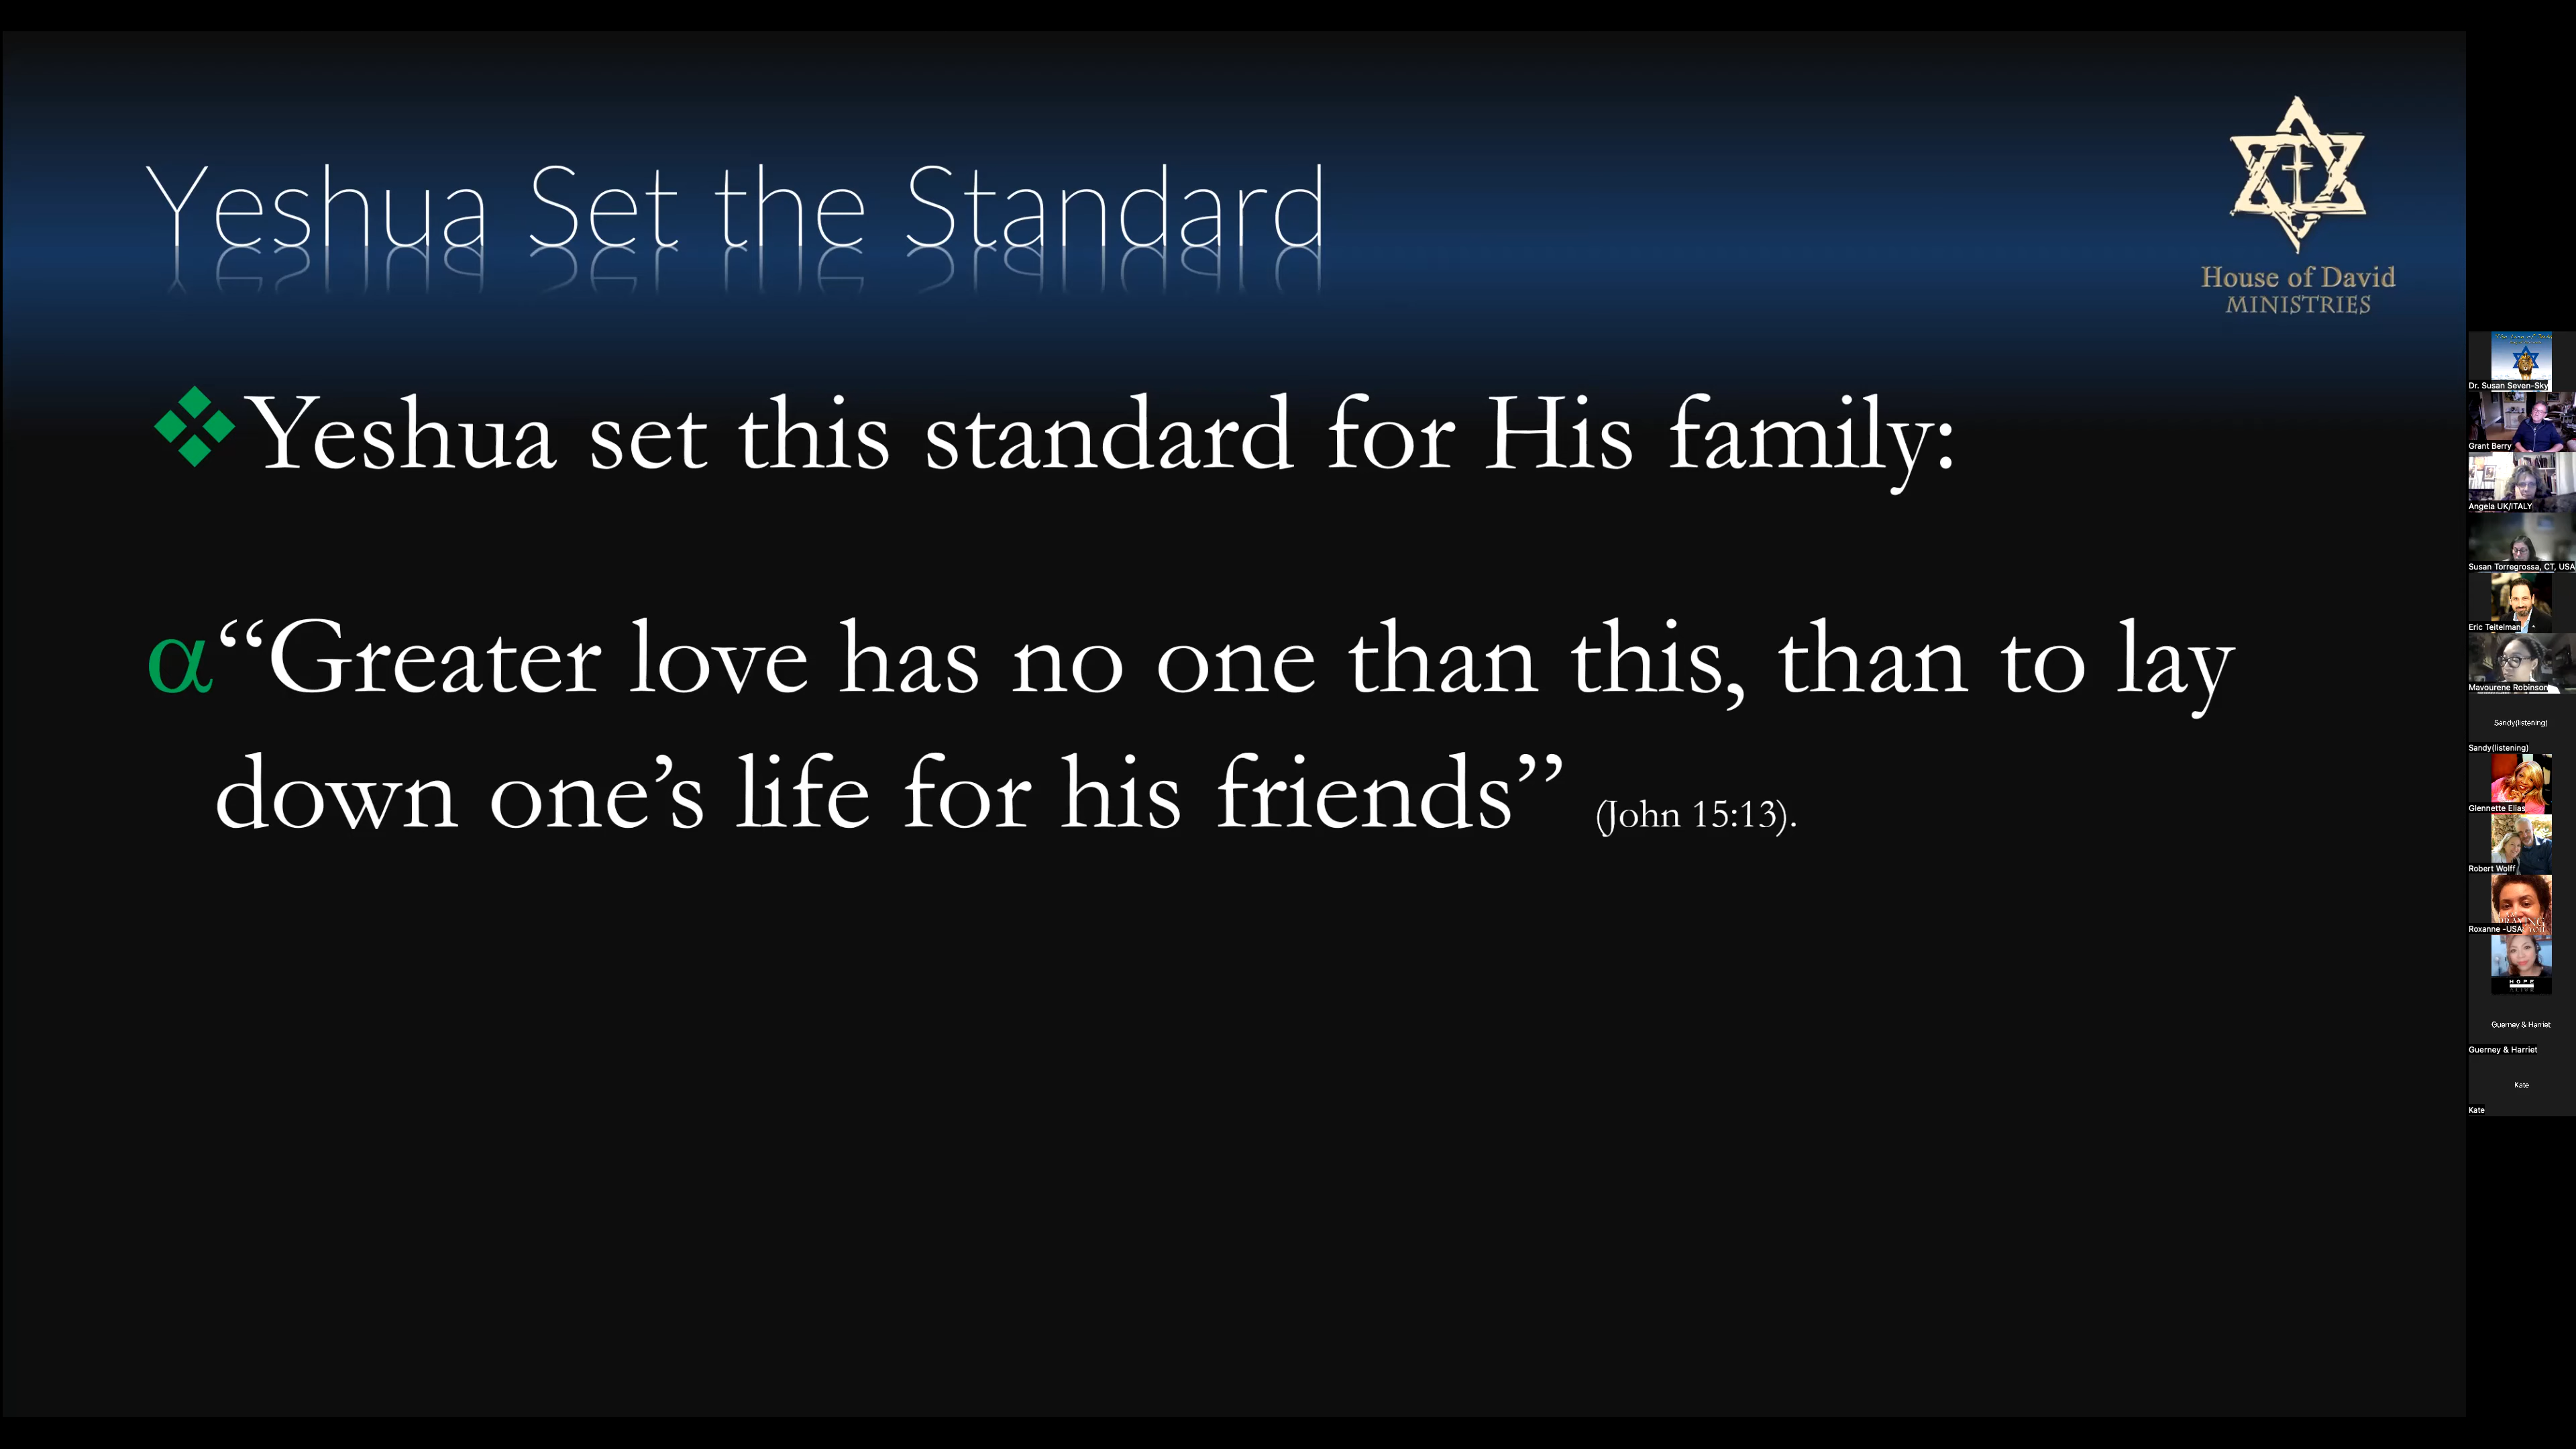 Yeshua Set the Standard
House of David
MINISTRIES
❖Yeshua set this standard for His family:
α“Greater love has no one than this, than to lay
down one’s life for his friends” (John 15:13).
Dr. Susan Seven-Sky
Grant Berry
Angela UK/ITALY
Susan Torregrossa, CT, USA
Eric Teitelman
Mavourene Robinson
Sandy(listening)
Sandy(listening)
Glennette Elias
Robert Wolff
PRAYING
Roxanne -USA
HOPE
Guerney & Harriet
Guerney & Harriet
Kate
Kate